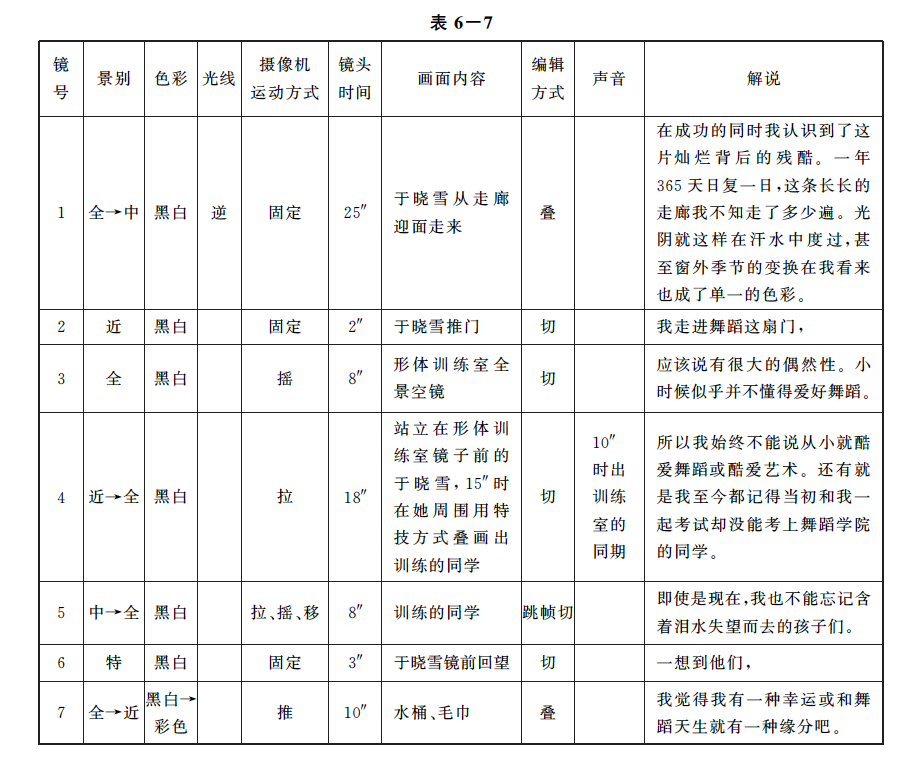 表 6—7
镜号 景别 色彩 光线 摄像机运动方式 镜头时间 画面内容 编辑方式 声音 解说
1 全→中 黑白 逆 固定 25″ 于晓雪从走廊迎面走来 叠 在成功的同时我认识到了这片灿烂背后的残酷。一年365天日复一日,这条长长的走廊我不知走了多少遍。光阴就这样在汗水中度过,甚至窗外季节的变换在我看来也成了单一的色彩。
2 近 黑白 固定 2″ 于晓雪推门 切 我走进舞蹈这扇门,
3 全 黑白 摇 8″ 形体训练室全景空镜 切 应该说有很大的偶然性。小时候似乎并不懂得爱好舞蹈。
4 近→全 黑白 拉 18″ 站立在形体训练室镜子前的于晓雪,15″时在她周围用特技方式叠画出训练的同学 切 10″时出训练室的同期 所以我始终不能说从小就酷爱舞蹈或酷爱艺术。还有就是我至今都记得当初和我一起考试却没能考上舞蹈学院的同学。
5 中→全 黑白 拉、摇、移 8″ 训练的同学 跳帧切 即使是现在,我也不能忘记含着泪水失望而去的孩子们。
6 特 黑白 固定 3″ 于晓雪镜前回望 切 一想到他们,
7 全→近 黑白→彩色 推 10″ 水桶、毛巾 叠 我觉得我有一种幸运或和舞蹈天生就有一种缘分吧。